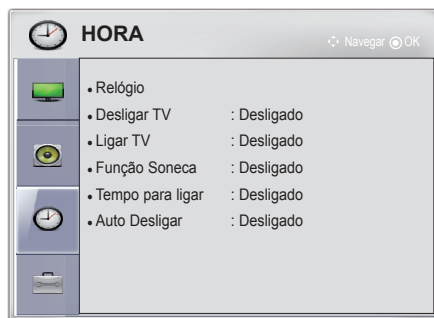 HORA
Navegar OK
• Relógio
• Desligar TV : Desligado
• Ligar TV : Desligado
• Função Soneca : Desligado
• Tempo para ligar : Desligado
• Auto Desligar : Desligado